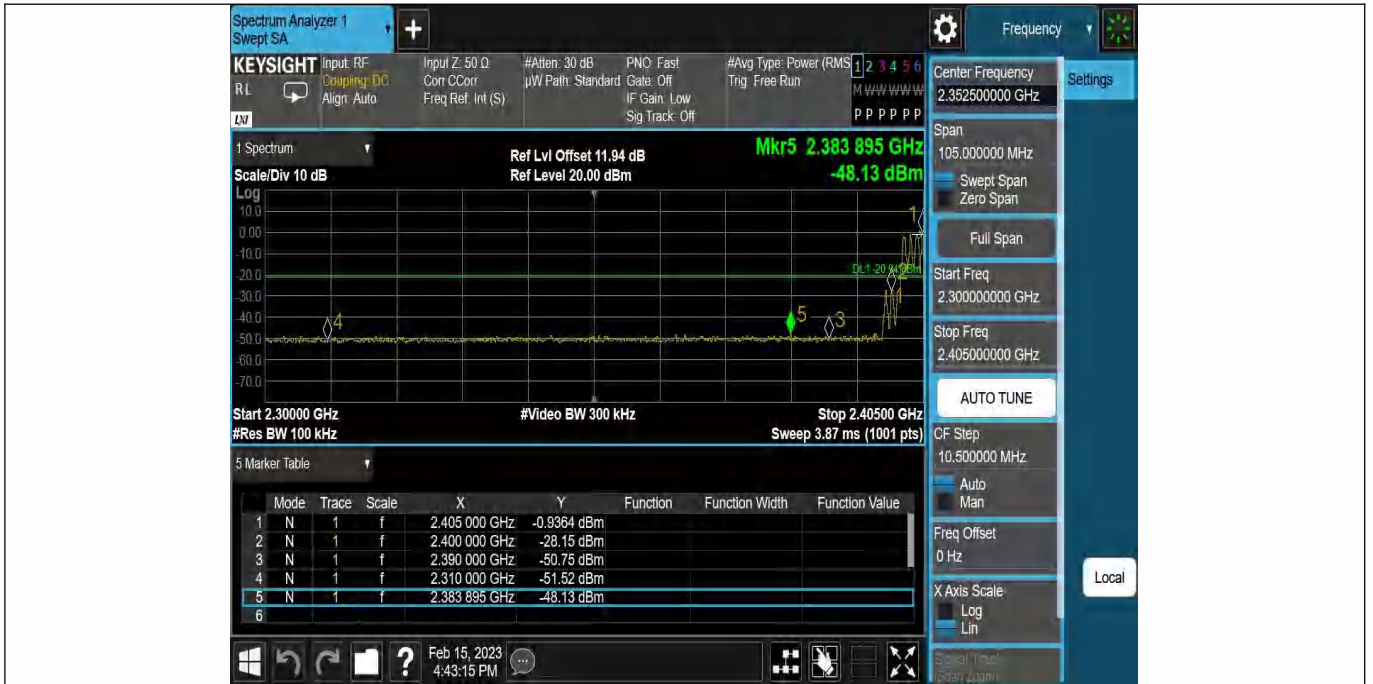 Spectrum Analyzer 1
Swept SA
+
Frequency
KEYSIGHT
RL
LXI
Input: RF
Coupling: DC
Align: Auto
Input Z: 50 Ω
Corr CCorr
Freq Ref: Int (S)
#Atten: 30 dB
µW Path: Standard
PNO: Fast
Gate: Off
IF Gain: Low
Sig Track: Off
#Avg Type: Power (RMS
Trig: Free Run
1 2 3 4 5 6
M W W W W W
P P P P P P
1 Spectrum
Scale/Div 10 dB
Ref Lvl Offset 11.94 dB
Ref Level 20.00 dBm
Mkr5 2.383 895 GHz
-48.13 dBm
Log
10.0
0.00
-10.0
-20.0
-30.0
-40.0
-50.0
-60.0
-70.0
1
2
3
4
5
Start 2.30000 GHz
#Res BW 100 kHz
#Video BW 300 kHz
Stop 2.40500 GHz
Sweep 3.87 ms (1001 pts)
5 Marker Table
Mode Trace Scale X Y Function Function Width Function Value
1 N 1 f 2.405 000 GHz -0.9364 dBm
2 N 1 f 2.400 000 GHz -28.15 dBm
3 N 1 f 2.390 000 GHz -50.75 dBm
4 N 1 f 2.310 000 GHz -51.52 dBm
5 N 1 f 2.383 895 GHz -48.13 dBm
6
Feb 15, 2023
4:43:15 PM
?
Center Frequency
2.352500000 GHz
Settings
Span
105.000000 MHz
Swept Span
Zero Span
Full Span
Start Freq
2.300000000 GHz
Stop Freq
2.405000000 GHz
AUTO TUNE
CF Step
10.500000 MHz
Auto
Man
Freq Offset
0 Hz
X Axis Scale
Log
Lin
Signal Track
(Span Zoom)
Local